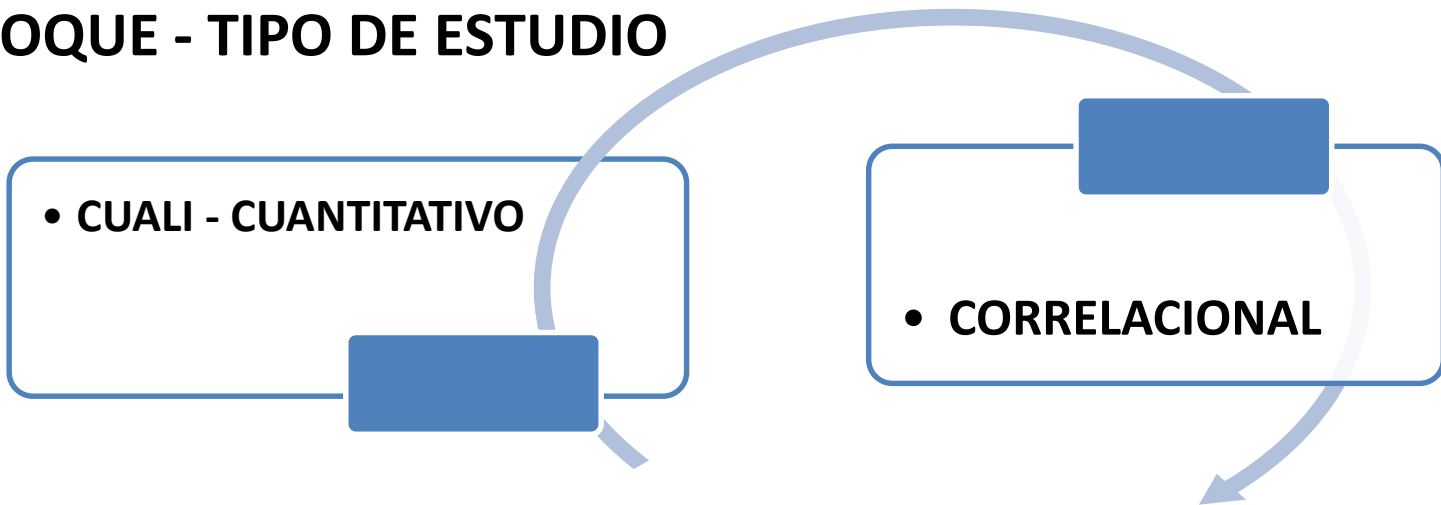 OQUE - TIPO DE ESTUDIO
• CUALI - CUANTITATIVO
• CORRELACIONAL